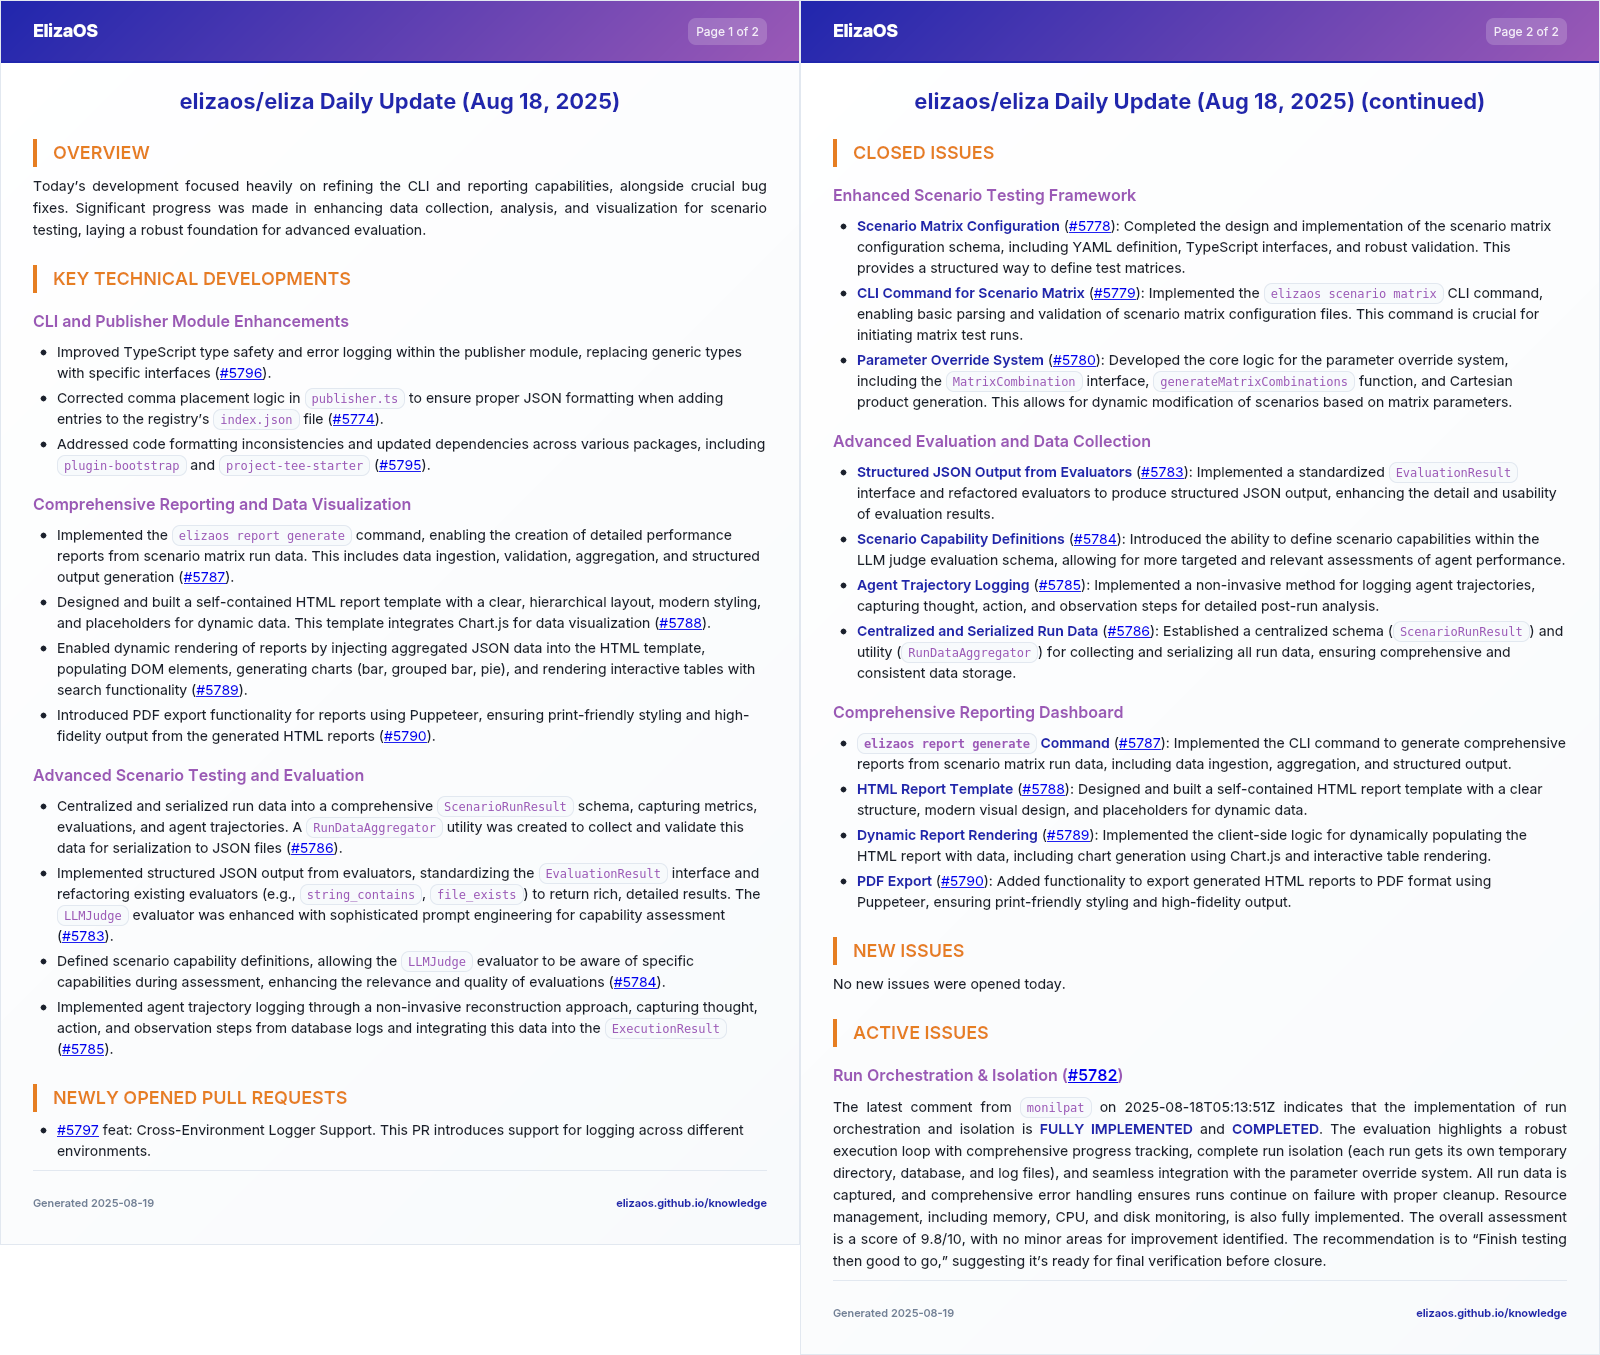 ElizaOS
Page 1 of 2
elizaos/eliza Daily Update (Aug 18, 2025)
OVERVIEW
Today’s development focused heavily on refining the CLI and reporting capabilities, alongside crucial bug
fixes. Significant progress was made in enhancing data collection, analysis, and visualization for scenario
testing, laying a robust foundation for advanced evaluation.
KEY TECHNICAL DEVELOPMENTS
CLI and Publisher Module Enhancements
• Improved TypeScript type safety and error logging within the publisher module, replacing generic types
with specific interfaces (#5796).
• Corrected comma placement logic in publisher.ts to ensure proper JSON formatting when adding
entries to the registry’s index.json file (#5774).
• Addressed code formatting inconsistencies and updated dependencies across various packages, including
plugin-bootstrap and project-tee-starter (#5795).
Comprehensive Reporting and Data Visualization
• Implemented the elizaos report generate command, enabling the creation of detailed performance
reports from scenario matrix run data. This includes data ingestion, validation, aggregation, and structured
output generation (#5787).
• Designed and built a self-contained HTML report template with a clear, hierarchical layout, modern styling,
and placeholders for dynamic data. This template integrates Chart.js for data visualization (#5788).
• Enabled dynamic rendering of reports by injecting aggregated JSON data into the HTML template,
populating DOM elements, generating charts (bar, grouped bar, pie), and rendering interactive tables with
search functionality (#5789).
• Introduced PDF export functionality for reports using Puppeteer, ensuring print-friendly styling and high-
fidelity output from the generated HTML reports (#5790).
Advanced Scenario Testing and Evaluation
• Centralized and serialized run data into a comprehensive ScenarioRunResult schema, capturing metrics,
evaluations, and agent trajectories. A RunDataAggregator utility was created to collect and validate this
data for serialization to JSON files (#5786).
• Implemented structured JSON output from evaluators, standardizing the EvaluationResult interface and
refactoring existing evaluators (e.g., string_contains, file_exists) to return rich, detailed results. The
LLMJudge evaluator was enhanced with sophisticated prompt engineering for capability assessment
(#5783).
• Defined scenario capability definitions, allowing the LLMJudge evaluator to be aware of specific
capabilities during assessment, enhancing the relevance and quality of evaluations (#5784).
• Implemented agent trajectory logging through a non-invasive reconstruction approach, capturing thought,
action, and observation steps from database logs and integrating this data into the ExecutionResult
(#5785).
NEWLY OPENED PULL REQUESTS
• #5797 feat: Cross-Environment Logger Support. This PR introduces support for logging across different
environments.
Generated 2025-08-19
elizaos.github.io/knowledge
ElizaOS
Page 2 of 2
elizaos/eliza Daily Update (Aug 18, 2025) (continued)
CLOSED ISSUES
Enhanced Scenario Testing Framework
• Scenario Matrix Configuration (#5778): Completed the design and implementation of the scenario matrix
configuration schema, including YAML definition, TypeScript interfaces, and robust validation. This
provides a structured way to define test matrices.
• CLI Command for Scenario Matrix (#5779): Implemented the elizaos scenario matrix CLI command,
enabling basic parsing and validation of scenario matrix configuration files. This command is crucial for
initiating matrix test runs.
• Parameter Override System (#5780): Developed the core logic for the parameter override system,
including the MatrixCombination interface, generateMatrixCombinations function, and Cartesian
product generation. This allows for dynamic modification of scenarios based on matrix parameters.
Advanced Evaluation and Data Collection
• Structured JSON Output from Evaluators (#5783): Implemented a standardized EvaluationResult
interface and refactored evaluators to produce structured JSON output, enhancing the detail and usability
of evaluation results.
• Scenario Capability Definitions (#5784): Introduced the ability to define scenario capabilities within the
LLM judge evaluation schema, allowing for more targeted and relevant assessments of agent performance.
• Agent Trajectory Logging (#5785): Implemented a non-invasive method for logging agent trajectories,
capturing thought, action, and observation steps for detailed post-run analysis.
• Centralized and Serialized Run Data (#5786): Established a centralized schema (ScenarioRunResult) and
utility (RunDataAggregator) for collecting and serializing all run data, ensuring comprehensive and
consistent data storage.
Comprehensive Reporting Dashboard
• elizaos report generate Command (#5787): Implemented the CLI command to generate comprehensive
reports from scenario matrix run data, including data ingestion, aggregation, and structured output.
• HTML Report Template (#5788): Designed and built a self-contained HTML report template with a clear
structure, modern visual design, and placeholders for dynamic data.
• Dynamic Report Rendering (#5789): Implemented the client-side logic for dynamically populating the
HTML report with data, including chart generation using Chart.js and interactive table rendering.
• PDF Export (#5790): Added functionality to export generated HTML reports to PDF format using
Puppeteer, ensuring print-friendly styling and high-fidelity output.
NEW ISSUES
No new issues were opened today.
ACTIVE ISSUES
Run Orchestration & Isolation (#5782)
The latest comment from monilpat on 2025-08-18T05:13:51Z indicates that the implementation of run
orchestration and isolation is FULLY IMPLEMENTED and COMPLETED. The evaluation highlights a robust
execution loop with comprehensive progress tracking, complete run isolation (each run gets its own temporary
directory, database, and log files), and seamless integration with the parameter override system. All run data is
captured, and comprehensive error handling ensures runs continue on failure with proper cleanup. Resource
management, including memory, CPU, and disk monitoring, is also fully implemented. The overall assessment
is a score of 9.8/10, with no minor areas for improvement identified. The recommendation is to “Finish testing
then good to go,” suggesting it’s ready for final verification before closure.
Generated 2025-08-19
elizaos.github.io/knowledge